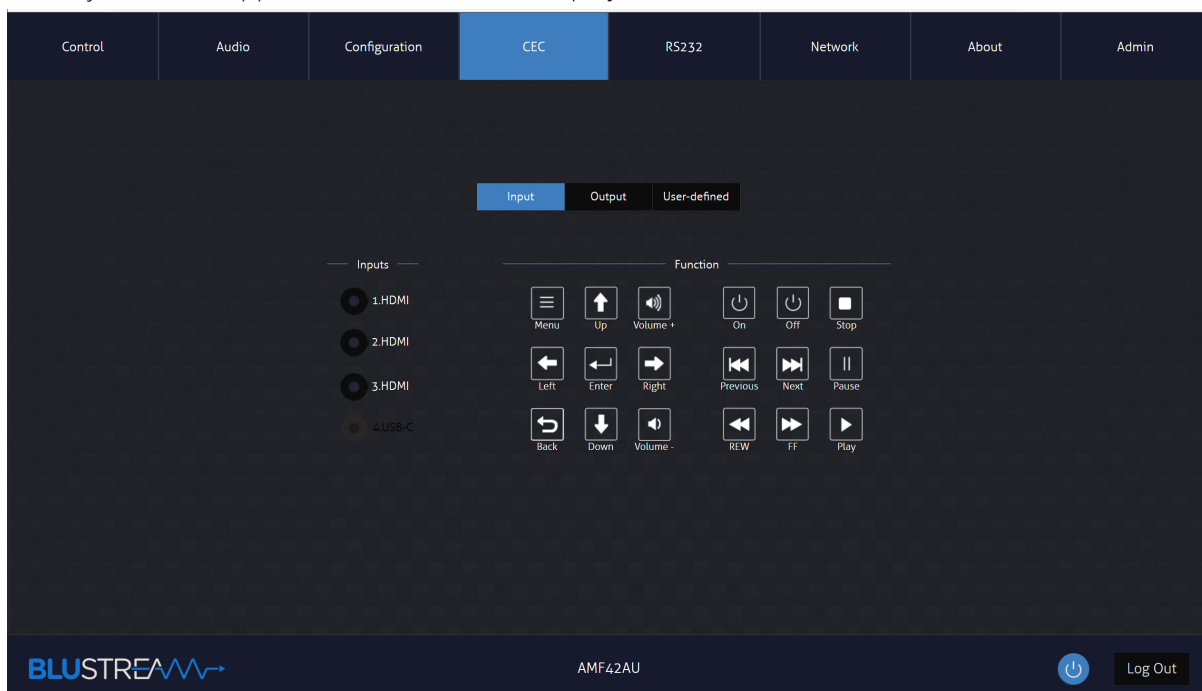 Control Audio Configuration CEC RS232 Network About Admin
Input Output User-defined
Inputs
1.HDMI
2.HDMI
3.HDMI
4.USB-C
Function
Menu Up Volume + On Off Stop
Left Enter Right Previous Next Pause
Back Down Volume - REW FF Play
BLUSTREAM
AMF42AU
Log Out